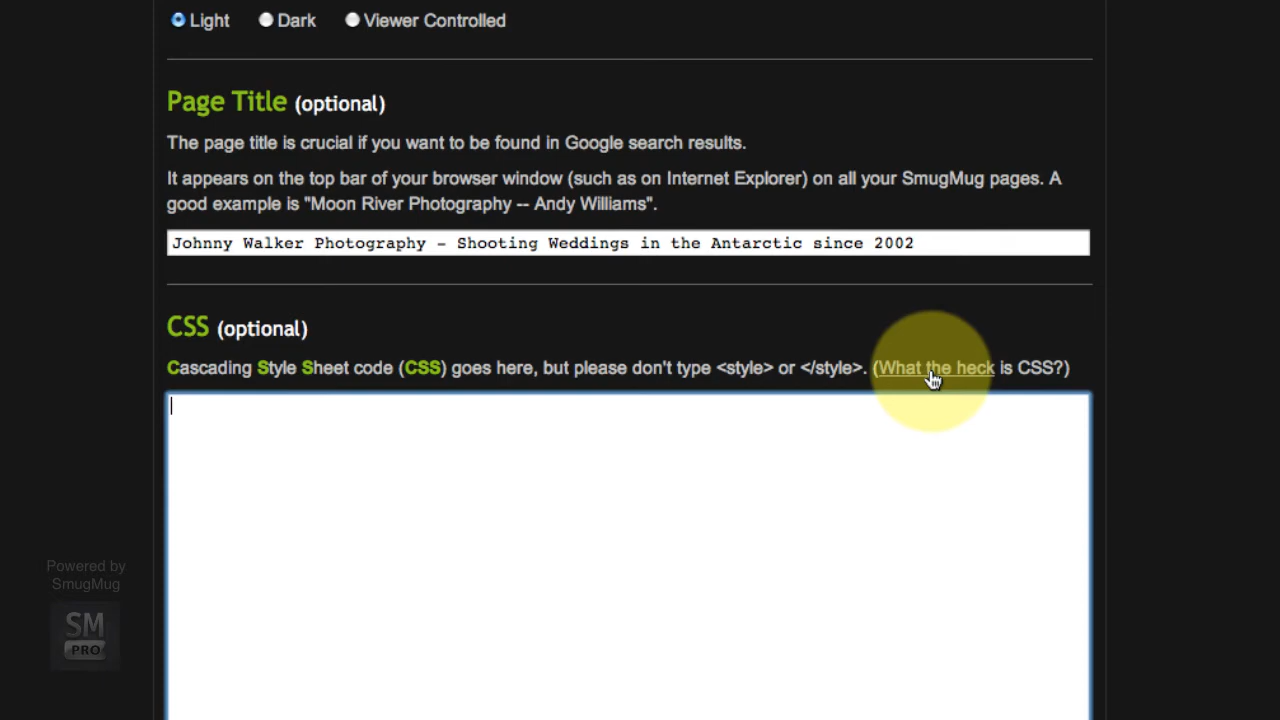 Light Dark Viewer Controlled
Page Title (optional)
The page title is crucial if you want to be found in Google search results.
It appears on the top bar of your browser window (such as on Internet Explorer) on all your SmugMug pages. A
good example is "Moon River Photography -- Andy Williams".
Johnny Walker Photography - Shooting Weddings in the Antarctic since 2002
CSS (optional)
Cascading Style Sheet code (CSS) goes here, but please don't type <style> or </style>. (What the heck is CSS?)
Powered by
SmugMug
SM
PRO